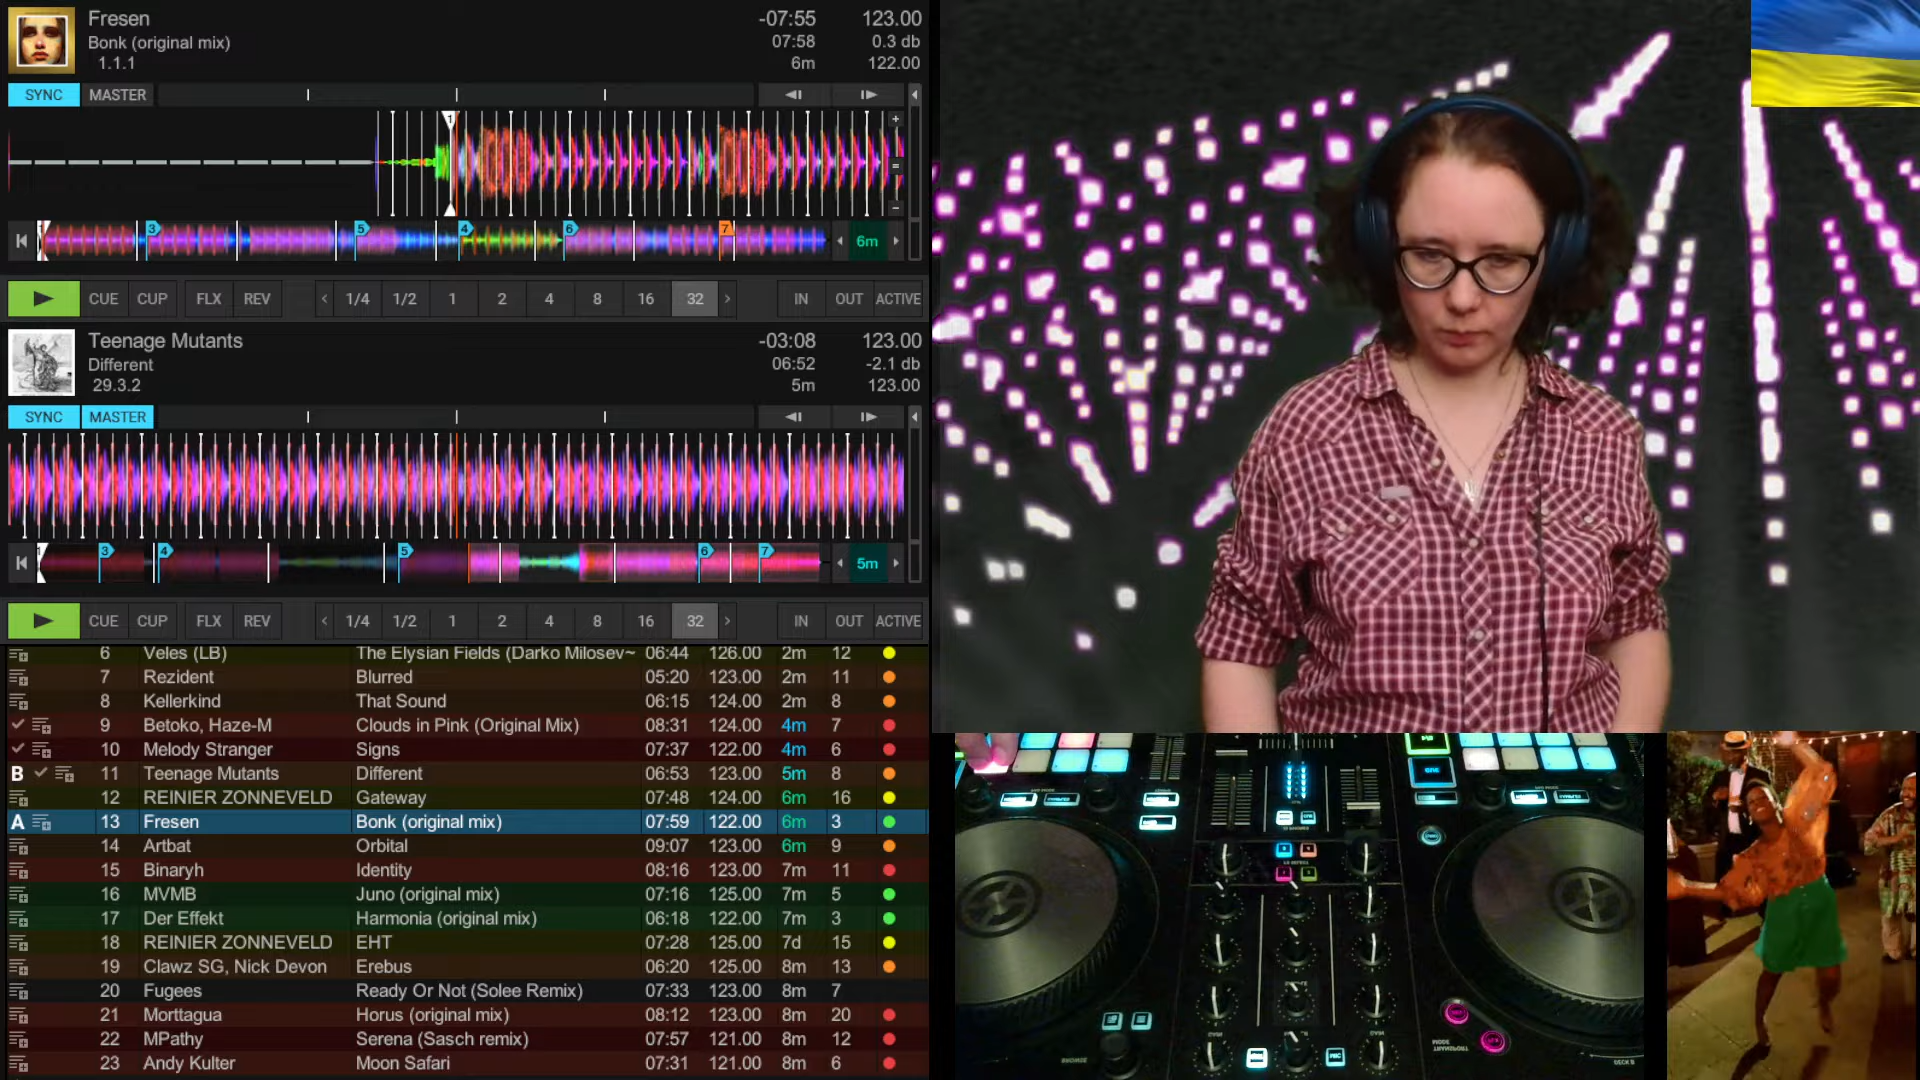 Fresen -07:55 123.00
Bonk (original mix) 07:58 0.3 db
1.1.1 6m 122.00
SYNC MASTER
1
3 5 4 6 7 6m
CUE CUP FLX REV 1/4 1/2 1 2 4 8 16 32 IN OUT ACTIVE
Teenage Mutants -03:08 123.00
Different 06:52 -2.1 db
29.3.2 5m 123.00
SYNC MASTER
1 3 4 5 6 7 5m
CUE CUP FLX REV 1/4 1/2 1 2 4 8 16 32 IN OUT ACTIVE
6 Veles (LB) The Elysian Fields (Darko Milosev~ 06:44 126.00 2m 12
7 Rezident Blurred 05:20 123.00 2m 11
8 Kellerkind That Sound 06:15 124.00 2m 8
9 Betoko, Haze-M Clouds in Pink (Original Mix) 08:31 124.00 4m 7
10 Melody Stranger Signs 07:37 122.00 4m 6
B 11 Teenage Mutants Different 06:53 123.00 5m 8
12 REINIER ZONNEVELD Gateway 07:48 124.00 6m 16
A 13 Fresen Bonk (original mix) 07:59 122.00 6m 3
14 Artbat Orbital 09:07 123.00 6m 9
15 Binaryh Identity 08:16 123.00 7m 11
16 MVMB Juno (original mix) 07:16 125.00 7m 5
17 Der Effekt Harmonia (original mix) 06:18 122.00 7m 3
18 REINIER ZONNEVELD EHT 07:28 125.00 7d 15
19 Clawz SG, Nick Devon Erebus 06:20 125.00 8m 13
20 Fugees Ready Or Not (Solee Remix) 07:33 123.00 8m 7
21 Morttagua Horus (original mix) 08:12 123.00 8m 20
22 MPathy Serena (Sasch remix) 07:57 121.00 8m 12
23 Andy Kulter Moon Safari 07:31 121.00 8m 6